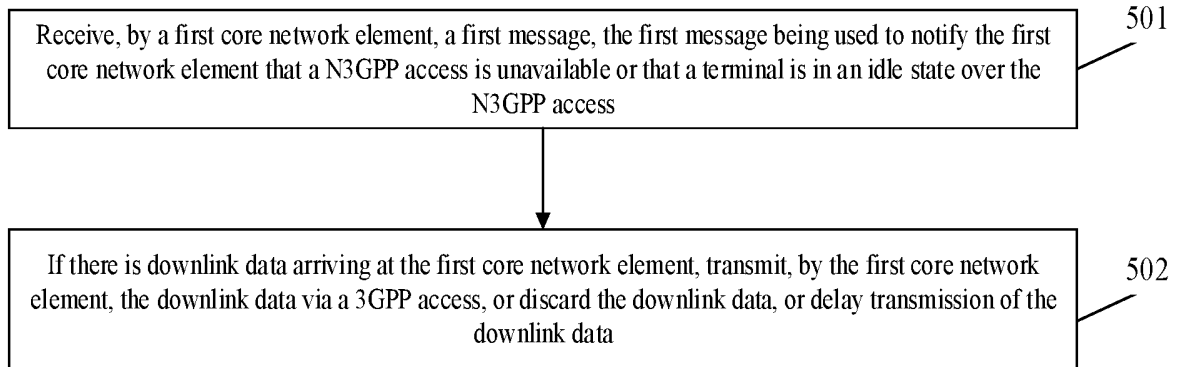 501
Receive, by a first core network element, a first message, the first message being used to notify the first
core network element that a N3GPP access is unavailable or that a terminal is in an idle state over the
N3GPP access
502
If there is downlink data arriving at the first core network element, transmit, by the first core network
element, the downlink data via a 3GPP access, or discard the downlink data, or delay transmission of the
downlink data